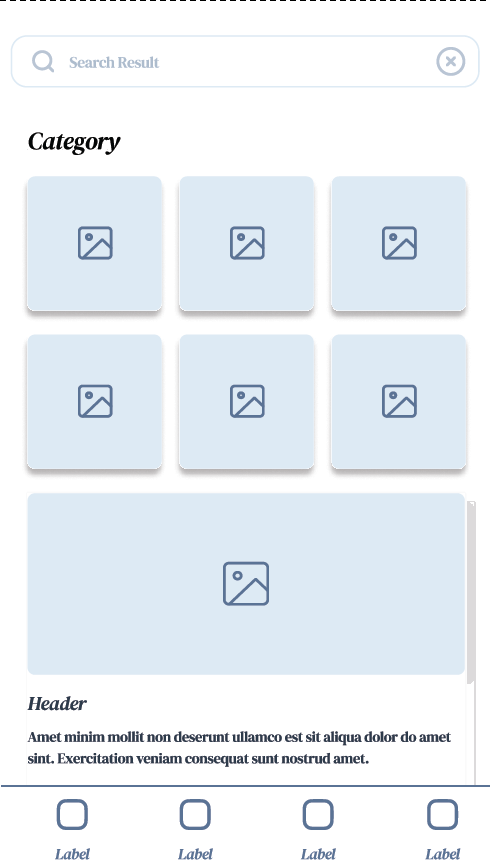 Search Result
Category
Header
Amet minim mollit non deserunt ullamco est sit aliqua dolor do amet
sint. Exercitation veniam consequat sunt nostrud amet.
Label
Label
Label
Label